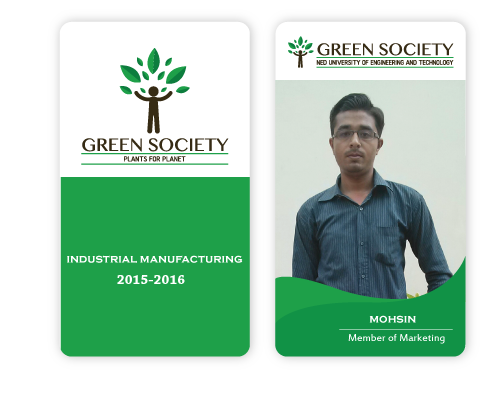 GREEN SOCIETY
PLANTS FOR PLANET
INDUSTRIAL MANUFACTURING
2015-2016
GREEN SOCIETY
NED UNIVERSITY OF ENGINEERING AND TECHNOLOGY
MOHSIN
Member of Marketing